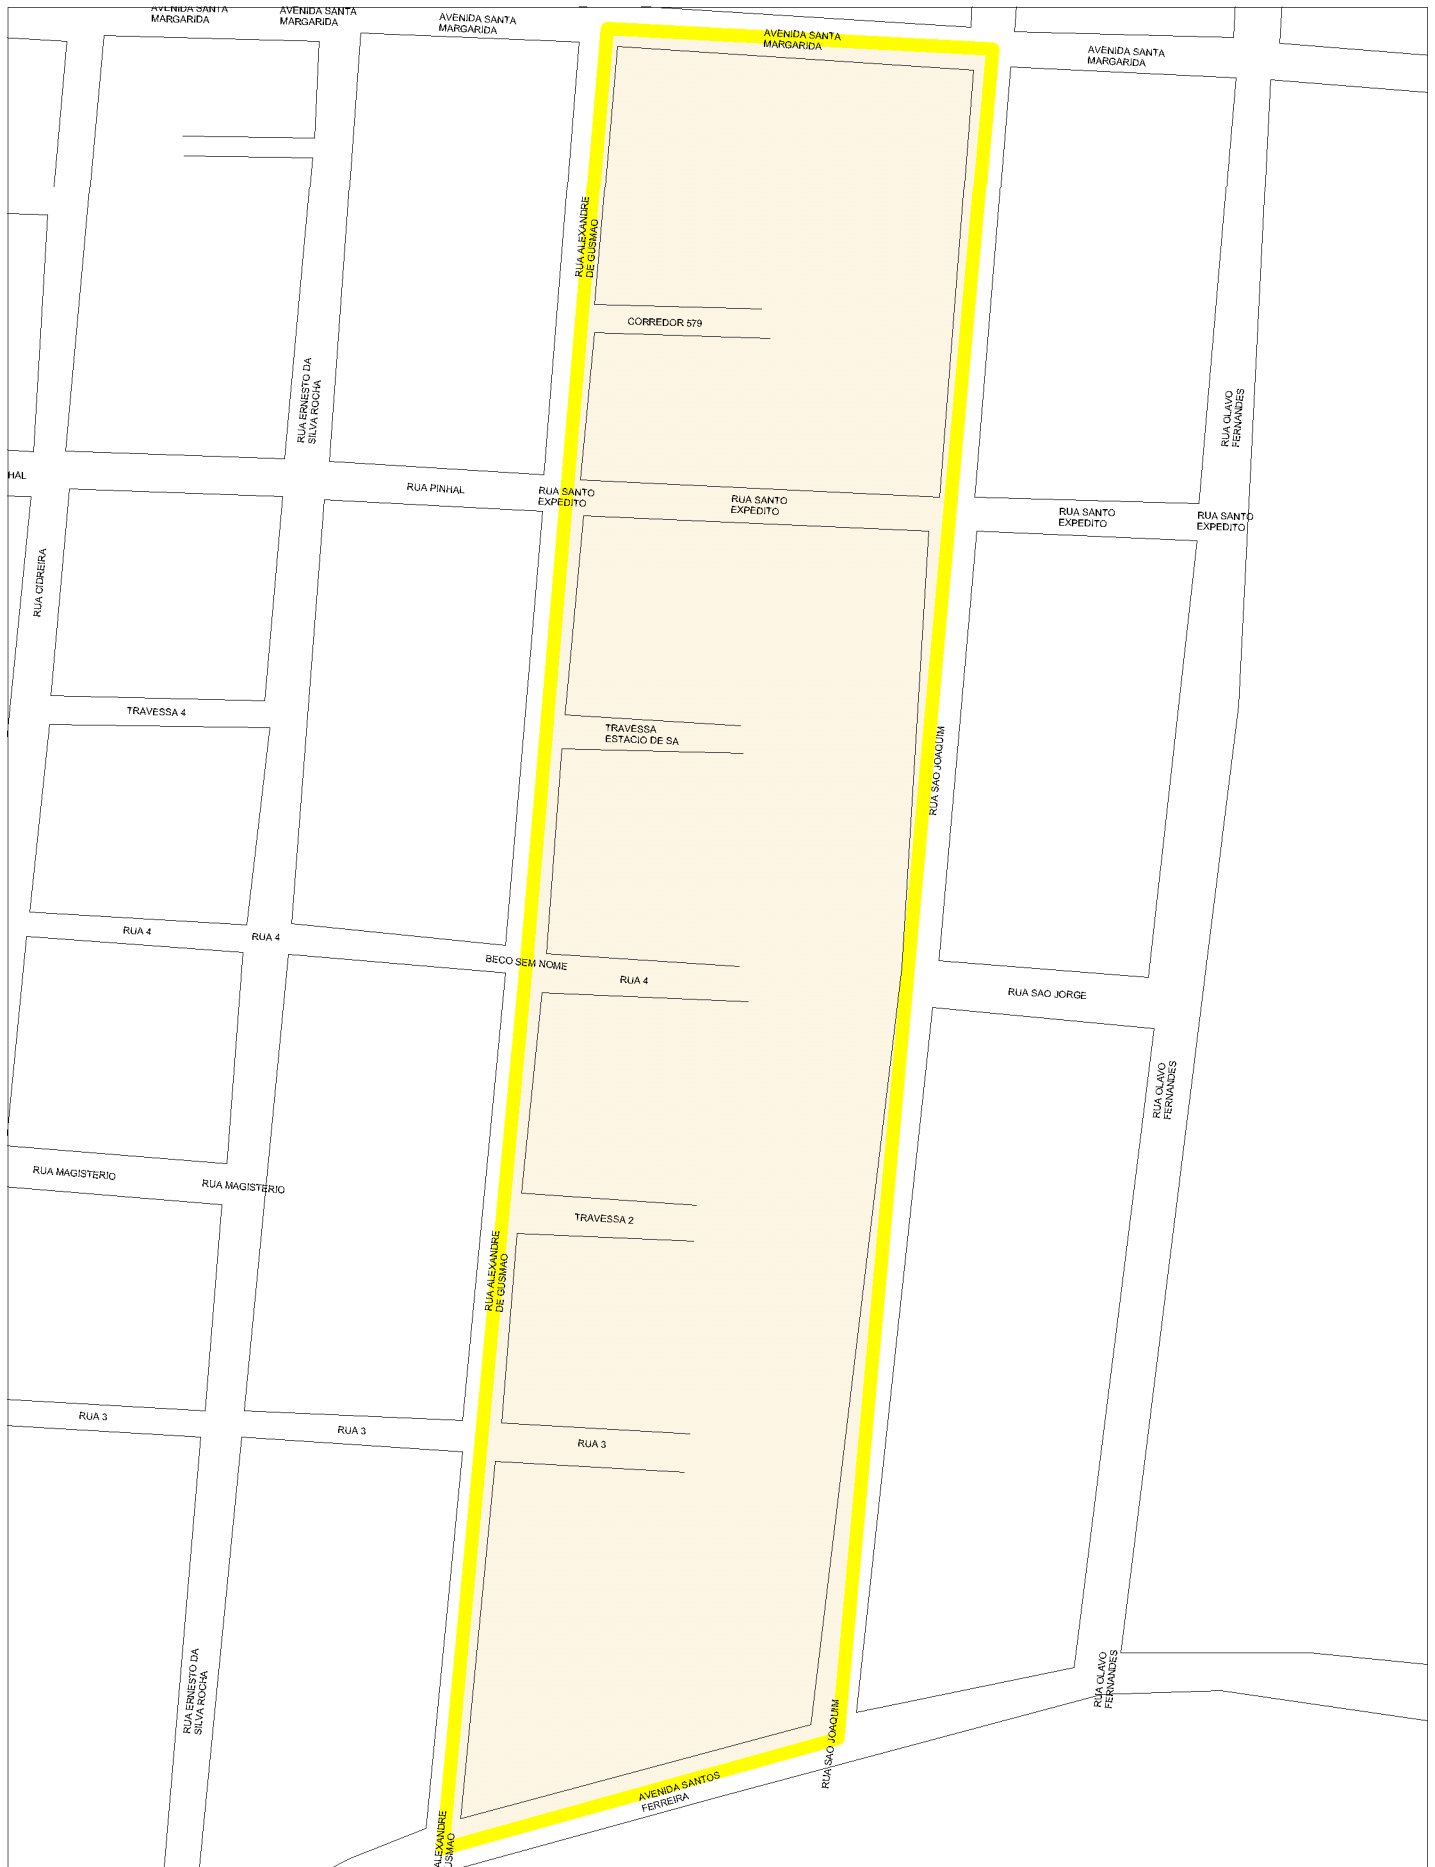 AVENIDA SANTA
MARGARIDA
AVENIDA SANTA
MARGARIDA
AVENIDA SANTA
MARGARIDA
AVENIDA SANTA
MARGARIDA
AVENIDA SANTA
MARGARIDA
RUA ALEXANDRE
DE GUSMAO
CORREDOR 579
RUA ERNESTO DA
SILVA ROCHA
RUA OLAVO
FERNANDES
HAL
RUA PINHAL
RUA SANTO
EXPEDITO
RUA SANTO
EXPEDITO
RUA SANTO
EXPEDITO
RUA SANTO
EXPEDITO
RUA CIDREIRA
TRAVESSA 4
TRAVESSA
ESTACIO DE SA
RUA SAO JOAQUIM
RUA 4
RUA 4
BECO SEM NOME
RUA 4
RUA SAO JORGE
RUA OLAVO
FERNANDES
RUA MAGISTERIO
RUA MAGISTERIO
TRAVESSA 2
RUA ALEXANDRE
DE GUSMAO
RUA 3
RUA 3
RUA 3
RUA ERNESTO DA
SILVA ROCHA
RUA OLAVO
FERNANDES
RUA SAO JOAQUIM
AVENIDA SANTOS
FERREIRA
ALEXANDRE
USMAO